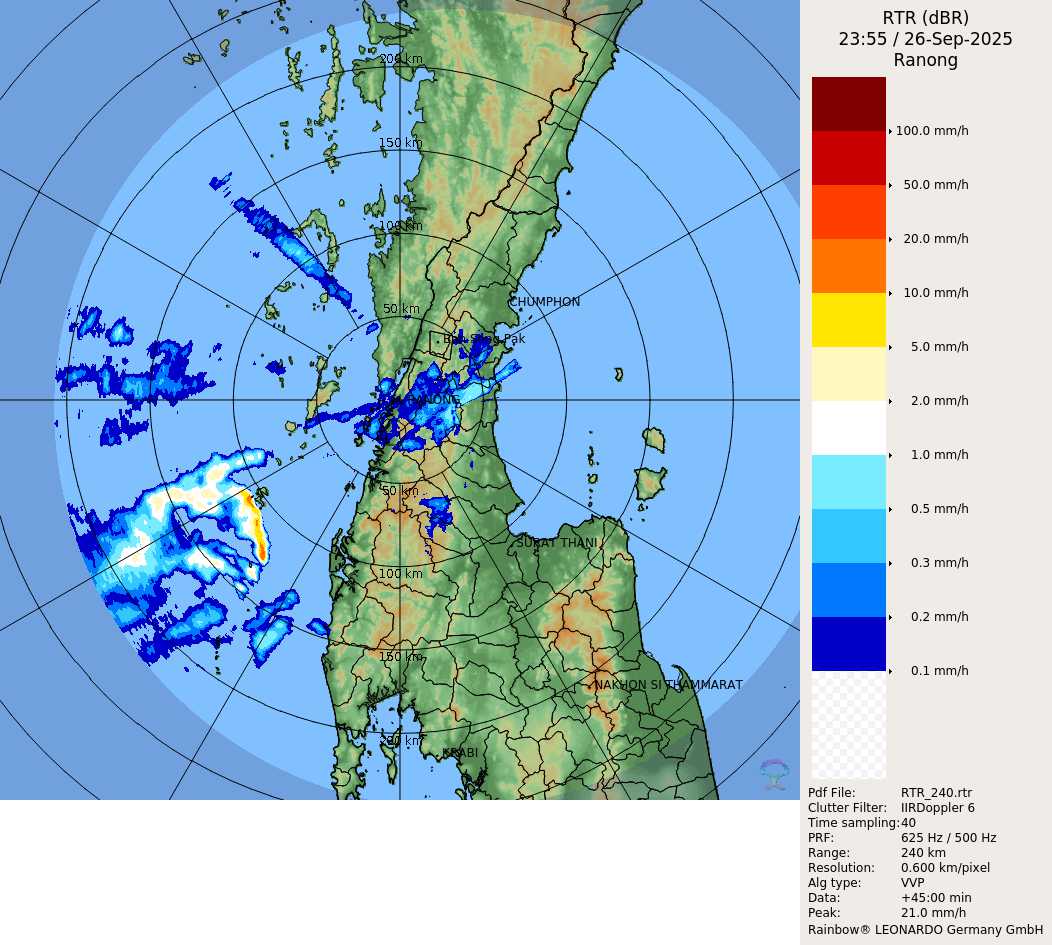 RTR (dBR)
23:55 / 26-Sep-2025
Ranong
200 km
150 km
100 km
50 km
CHUMPHON
RANONG
50 km
SURAT THANI
100 km
150 km
NAKHON SI THAMMARAT
200 km
KRABI
100.0 mm/h
50.0 mm/h
20.0 mm/h
10.0 mm/h
5.0 mm/h
2.0 mm/h
1.0 mm/h
0.5 mm/h
0.3 mm/h
0.2 mm/h
0.1 mm/h
Pdf File: RTR_240.rtr
Clutter Filter: IIRDoppler 6
Time sampling:40
PRF: 625 Hz / 500 Hz
Range: 240 km
Resolution: 0.600 km/pixel
Alg type: VVP
Data: +45:00 min
Peak: 21.0 mm/h
Rainbow® LEONARDO Germany GmbH